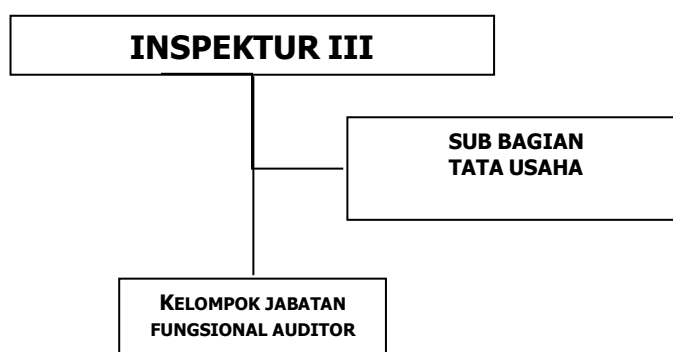 INSPEKTUR III
SUB BAGIAN
TATA USAHA
KELOMPOK JABATAN
FUNGSIONAL AUDITOR